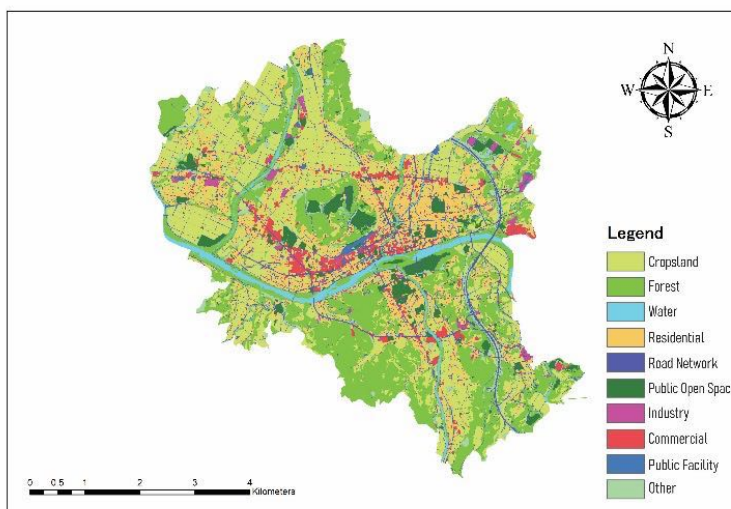 N
W E
S
Legend
Cropsland
Forest
Water
Residential
Road Network
Public Open Spac
Industry
Commercial
Public Facility
Other
0 0.5 1 2 3 4
Kilometers